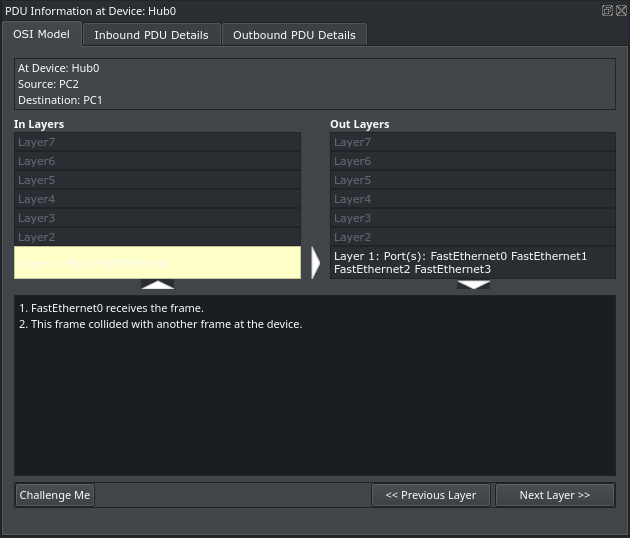 PDU Information at Device: Hub0
OSI Model
Inbound PDU Details
Outbound PDU Details
At Device: Hub0
Source: PC2
Destination: PC1
In Layers
Out Layers
Layer7
Layer7
Layer6
Layer6
Layer5
Layer5
Layer4
Layer4
Layer3
Layer3
Layer2
Layer2
Layer 1: Port(s): FastEthernet0 FastEthernet1
FastEthernet2 FastEthernet3
1. FastEthernet0 receives the frame.
2. This frame collided with another frame at the device.
Challenge Me
<< Previous Layer
Next Layer >>